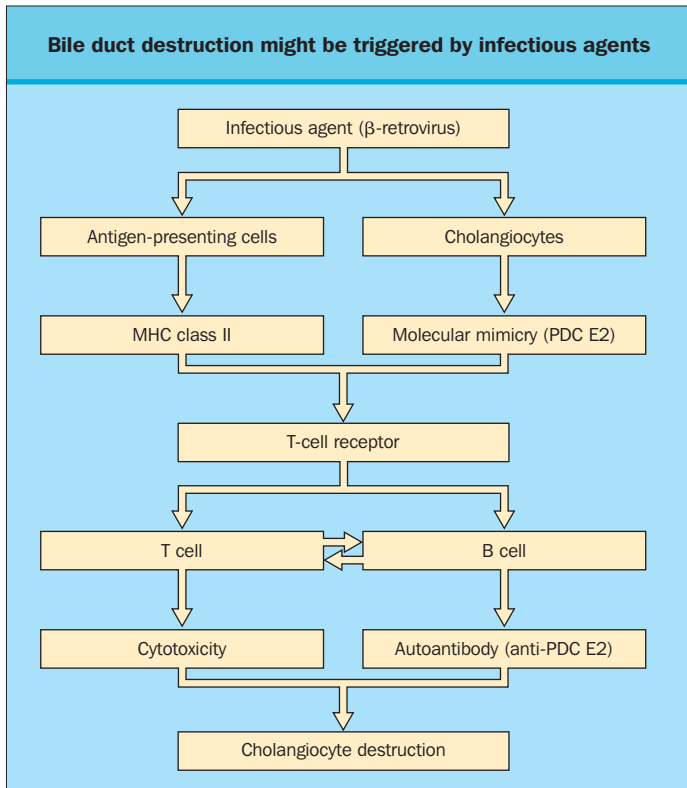 Bile duct destruction might be triggered by infectious agents
Infectious agent (β-retrovirus)
Antigen-presenting cells
Cholangiocytes
MHC class II
Molecular mimicry (PDC E2)
T-cell receptor
T cell
B cell
Cytotoxicity
Autoantibody (anti-PDC E2)
Cholangiocyte destruction